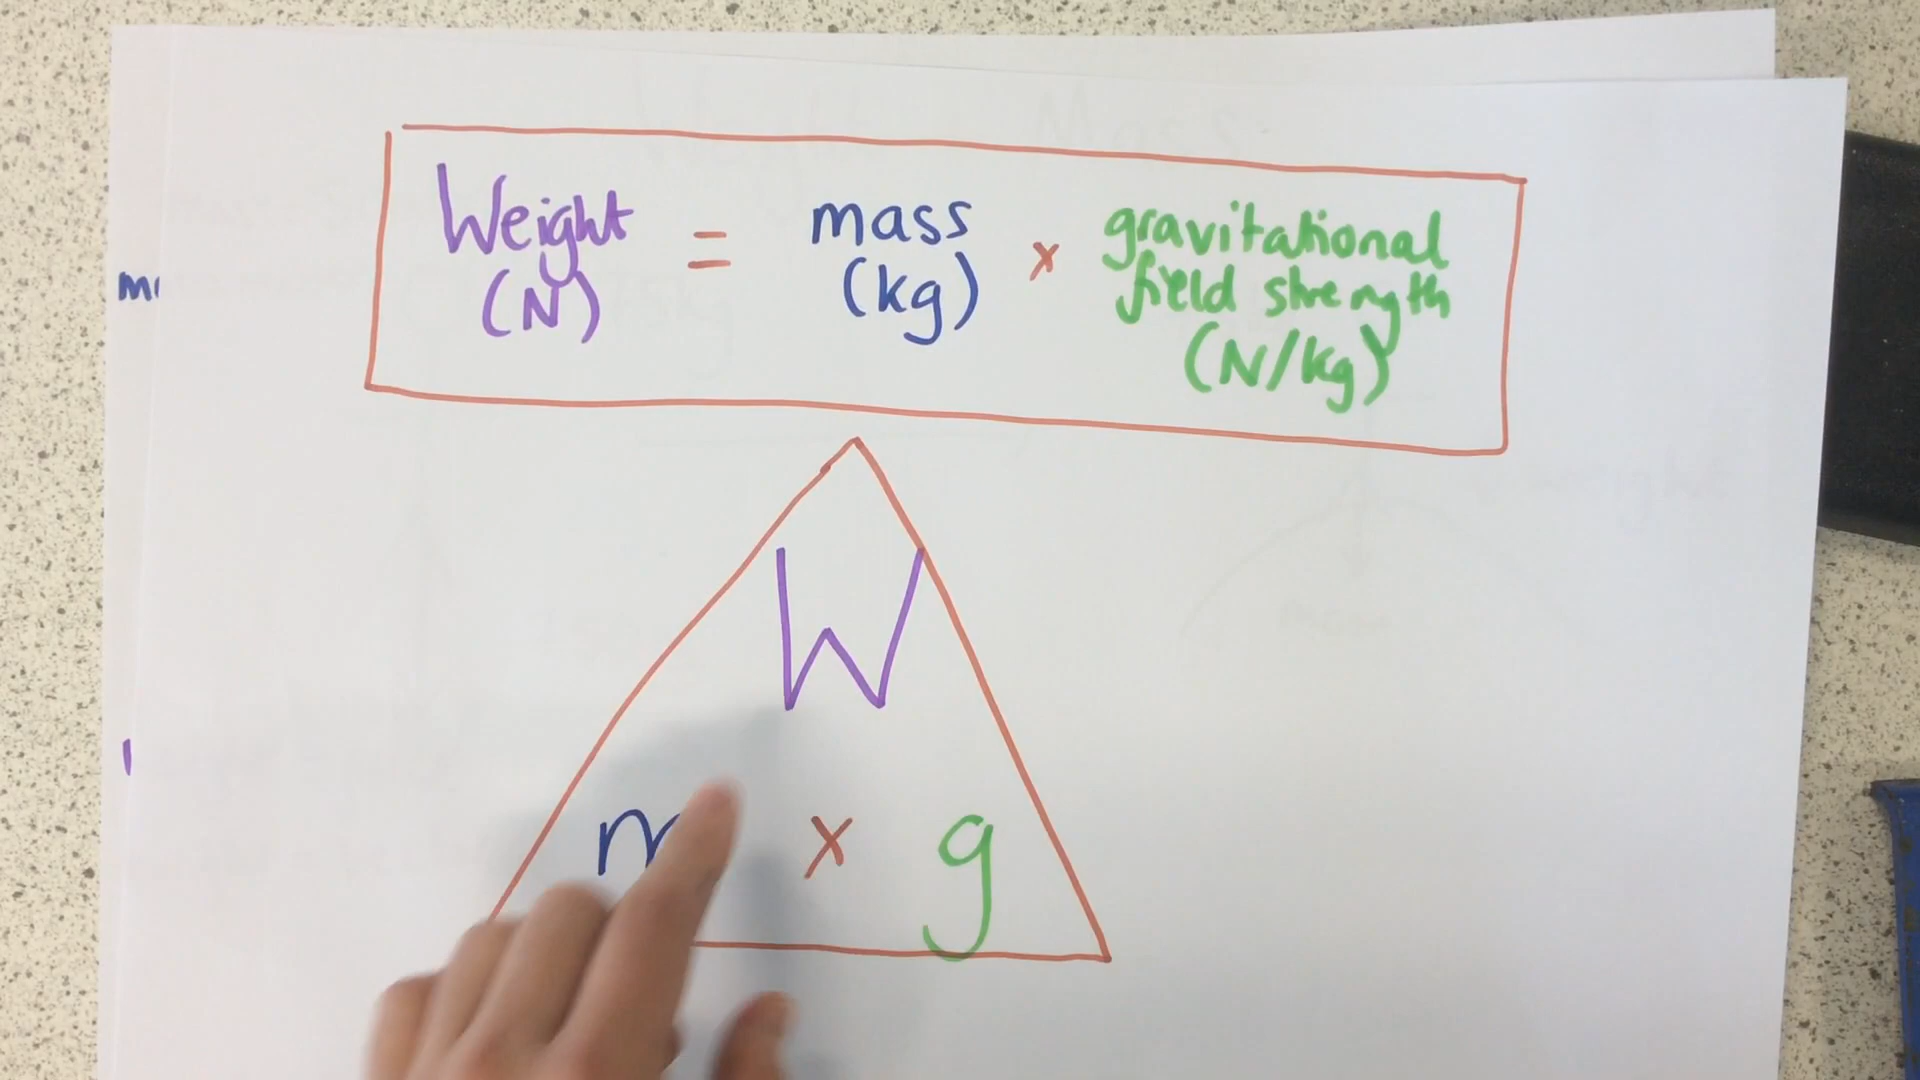 Weight = mass × gravitational
field strength
(N) (kg) (N/kg)
W
m × g